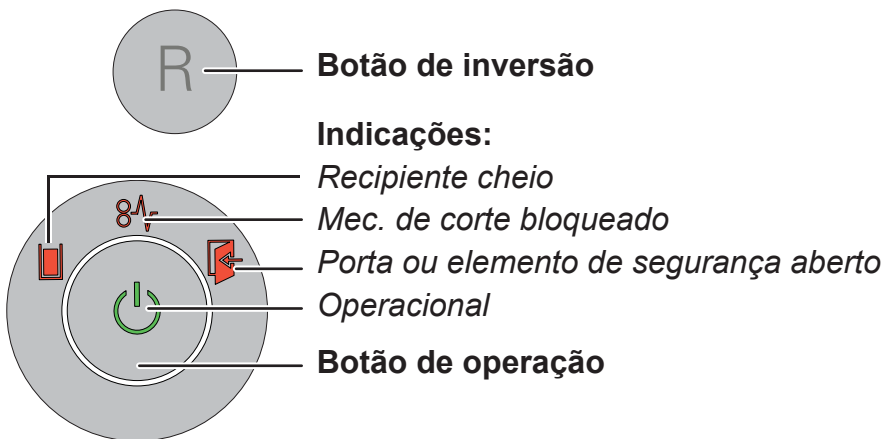 R
Botão de inversão
Indicações:
Recipiente cheio
Mec. de corte bloqueado
Porta ou elemento de segurança aberto
Operacional
Botão de operação